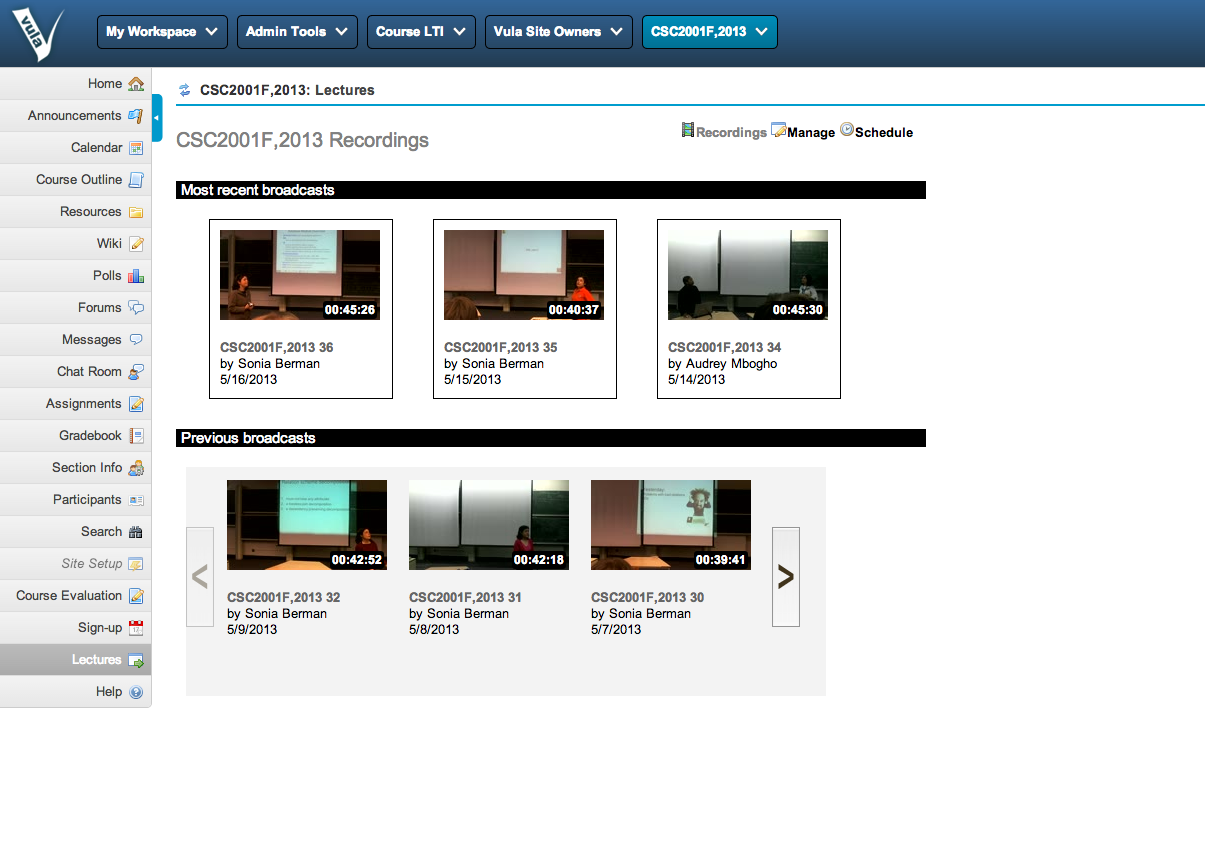 vula
My Workspace
Admin Tools
Course LTI
Vula Site Owners
CSC2001F,2013
Home
Announcements
Calendar
Course Outline
Resources
Wiki
Polls
Forums
Messages
Chat Room
Assignments
Gradebook
Section Info
Participants
Search
Site Setup
Course Evaluation
Sign-up
Lectures
Help
CSC2001F,2013: Lectures
CSC2001F,2013 Recordings
Recordings Manage Schedule
Most recent broadcasts
00:45:26
00:40:37
00:45:30
CSC2001F,2013 36
by Sonia Berman
5/16/2013
CSC2001F,2013 35
by Sonia Berman
5/15/2013
CSC2001F,2013 34
by Audrey Mbogho
5/14/2013
Previous broadcasts
<
00:42:52
00:42:18
00:39:41
>
CSC2001F,2013 32
by Sonia Berman
5/9/2013
CSC2001F,2013 31
by Sonia Berman
5/8/2013
CSC2001F,2013 30
by Sonia Berman
5/7/2013